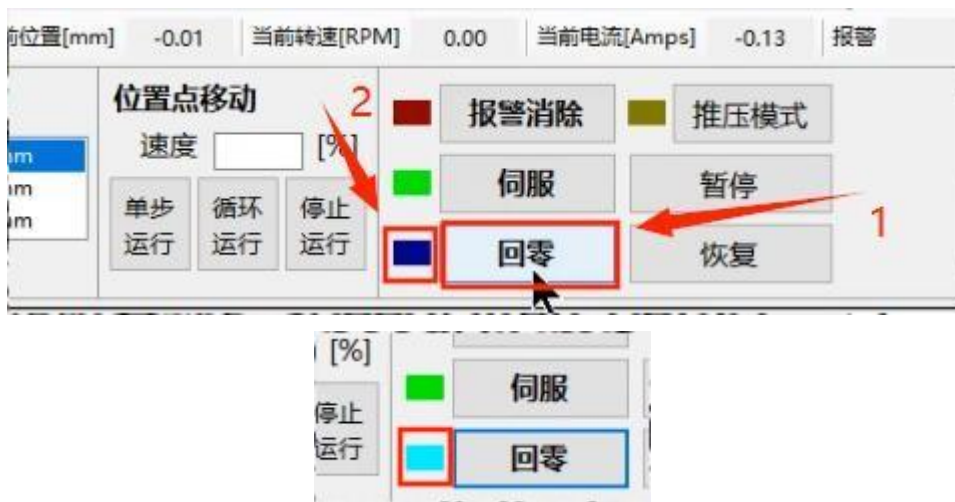 前位置[mm] -0.01 当前转速[RPM] 0.00 当前电流[Amps] -0.13 报警
位置点移动 2 报警消除 推压模式
mm 速度 [%]
mm 单步运行 循环运行 停止运行 伺服 暂停 1
mm 回零 恢复
[%]
伺服
停止
运行 回零